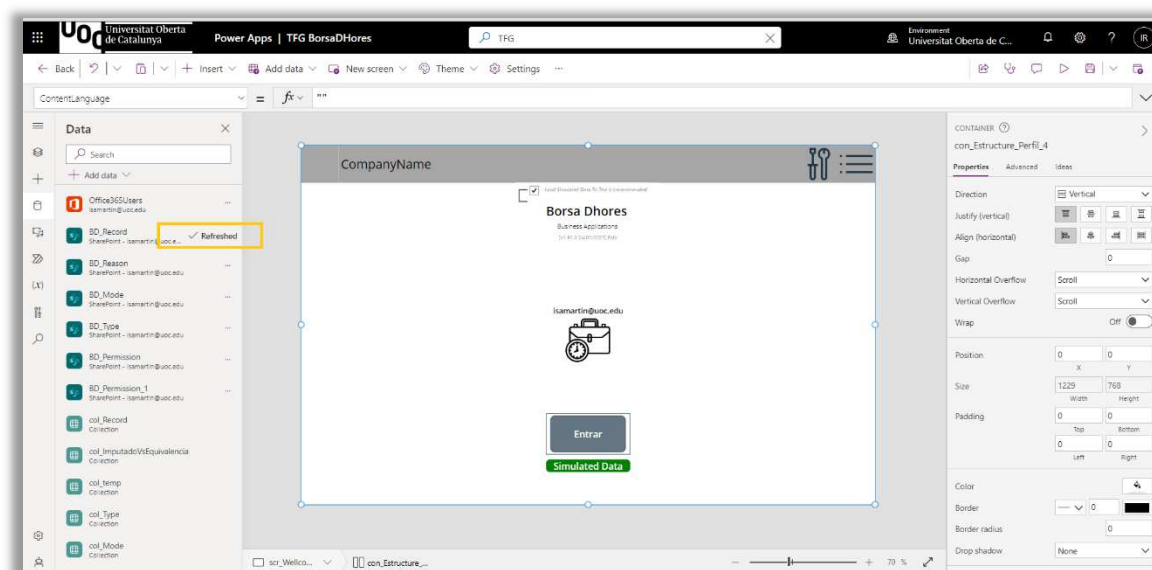 UOC Universitat Oberta de Catalunya
Power Apps | TFG BorsaDHores
TFG
Environment
Universitat Oberta de C...
?
IR
Back
Insert
Add data
New screen
Theme
Settings
...
ContentLanguage
= fx ""
Data
Search
Add data
Office365Users
isamartin@uoc.edu
BD_Record
SharePoint - isamartin@uoc.e...
Refreshed
BD_Reason
SharePoint - isamartin@uoc.edu
BD_Mode
SharePoint - isamartin@uoc.edu
BD_Type
SharePoint - isamartin@uoc.edu
BD_Permission
SharePoint - isamartin@uoc.edu
BD_Permission_1
SharePoint - isamartin@uoc.edu
col_Record
Collection
col_ImputadoVsEquivalencia
Collection
col_temp
Collection
col_Type
Collection
col_Mode
Collection
CompanyName
Borsa Dhores
Business Applications
isamartin@uoc.edu
Entrar
Simulated Data
scr_Wellco...
con_Estructure_...
70 %
CONTAINER
con_Estructure_Perfil_4
Properties Advanced Ideas
Direction Vertical
Justify (vertical)
Align (horizontal)
Gap 0
Horizontal Overflow Scroll
Vertical Overflow Scroll
Wrap Off
Position 0 0
X Y
Size 1229 768
Width Height
Padding 0 0
Top Bottom
0 0
Left Right
Color
Border 0
Border radius 0
Drop shadow None